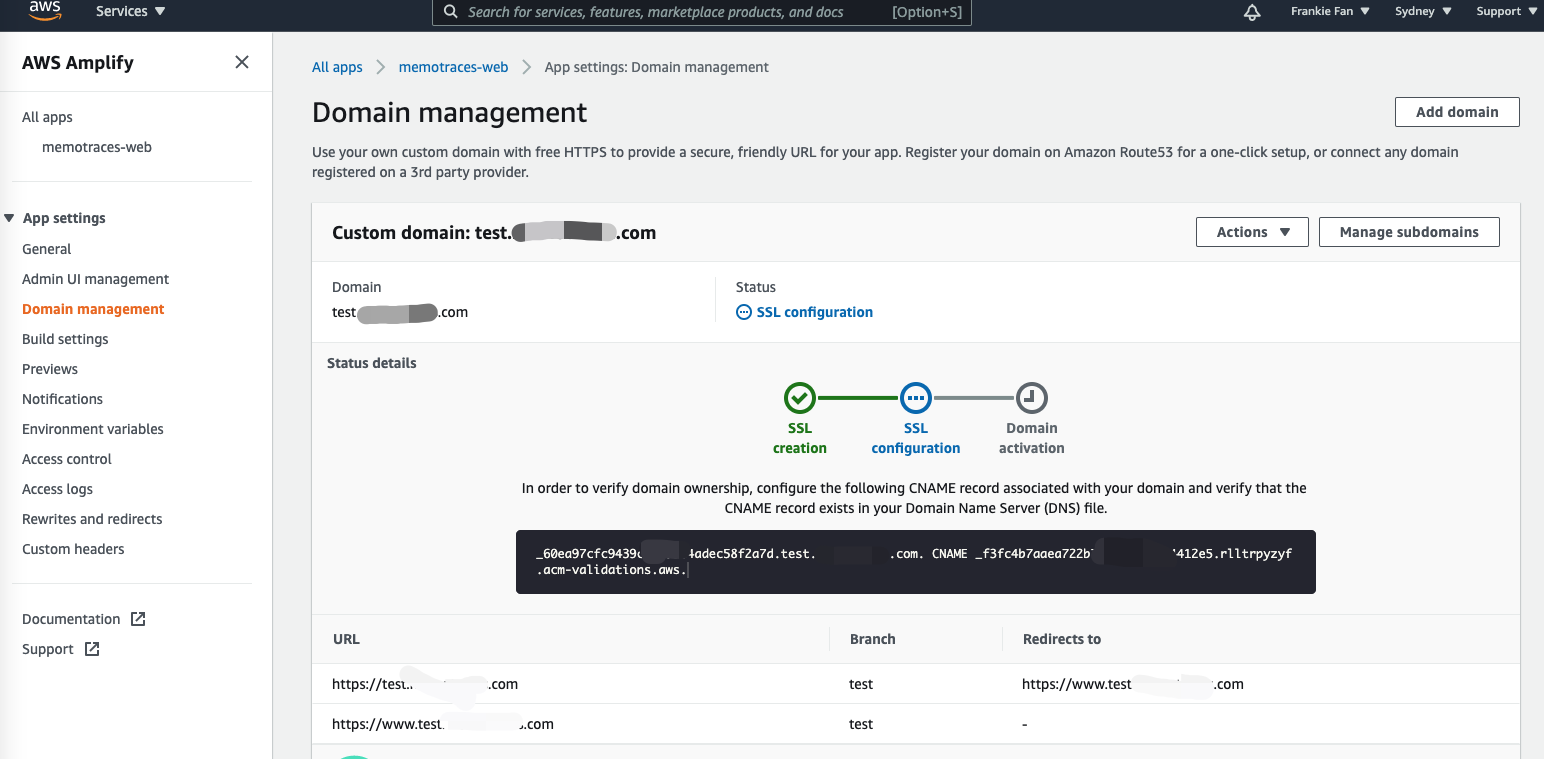 aws
Services
Search for services, features, marketplace products, and docs
[Option+S]
Frankie Fan
Sydney
Support
AWS Amplify
All apps
memotraces-web
App settings
General
Admin UI management
Domain management
Build settings
Previews
Notifications
Environment variables
Access control
Access logs
Rewrites and redirects
Custom headers
Documentation
Support
All apps
memotraces-web
App settings: Domain management
Domain management
Add domain
Use your own custom domain with free HTTPS to provide a secure, friendly URL for your app. Register your domain on Amazon Route53 for a one-click setup, or connect any domain
registered on a 3rd party provider.
Custom domain: test. .com
Actions
Manage subdomains
Domain
test .com
Status
SSL configuration
Status details
SSL
creation
SSL
configuration
Domain
activation
In order to verify domain ownership, configure the following CNAME record associated with your domain and verify that the
CNAME record exists in your Domain Name Server (DNS) file.
_60ea97cfc9439 4adec58f2a7d.test. .com. CNAME _f3fc4b7aaea722b 412e5.rlltrpyzyf
.acm-validations.aws.
URL
Branch
Redirects to
https://test. .com
test
https://www.test .com
https://www.test. .com
test
-